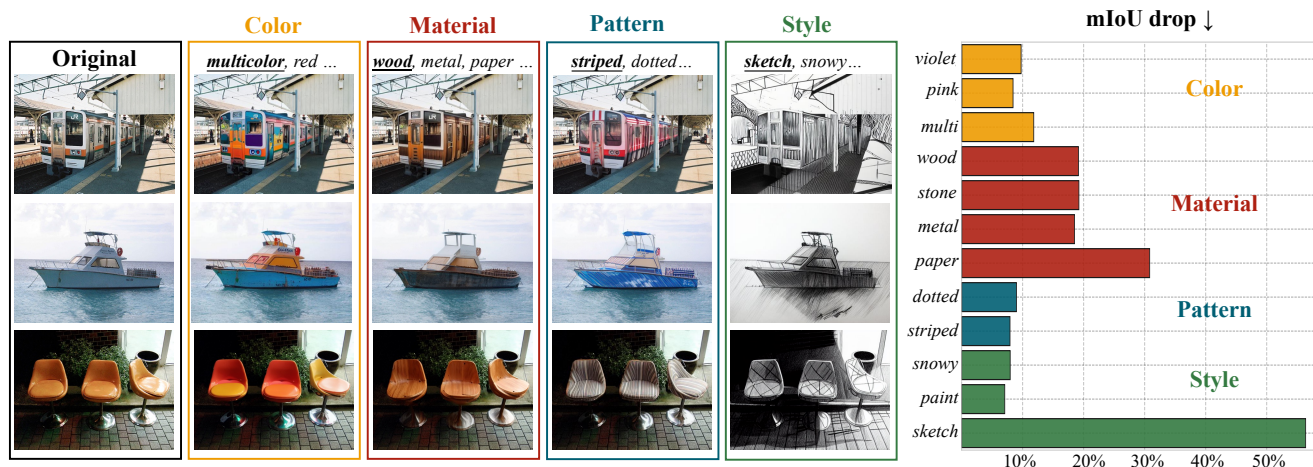 Original
Color
multicolor, red ...
Material
wood, metal, paper ...
Pattern
striped, dotted...
Style
sketch, snowy...
mIoU drop ↓
violet
pink
multi
wood
stone
metal
paper
dotted
striped
snowy
paint
sketch
Color
Material
Pattern
Style
10% 20% 30% 40% 50%
JR